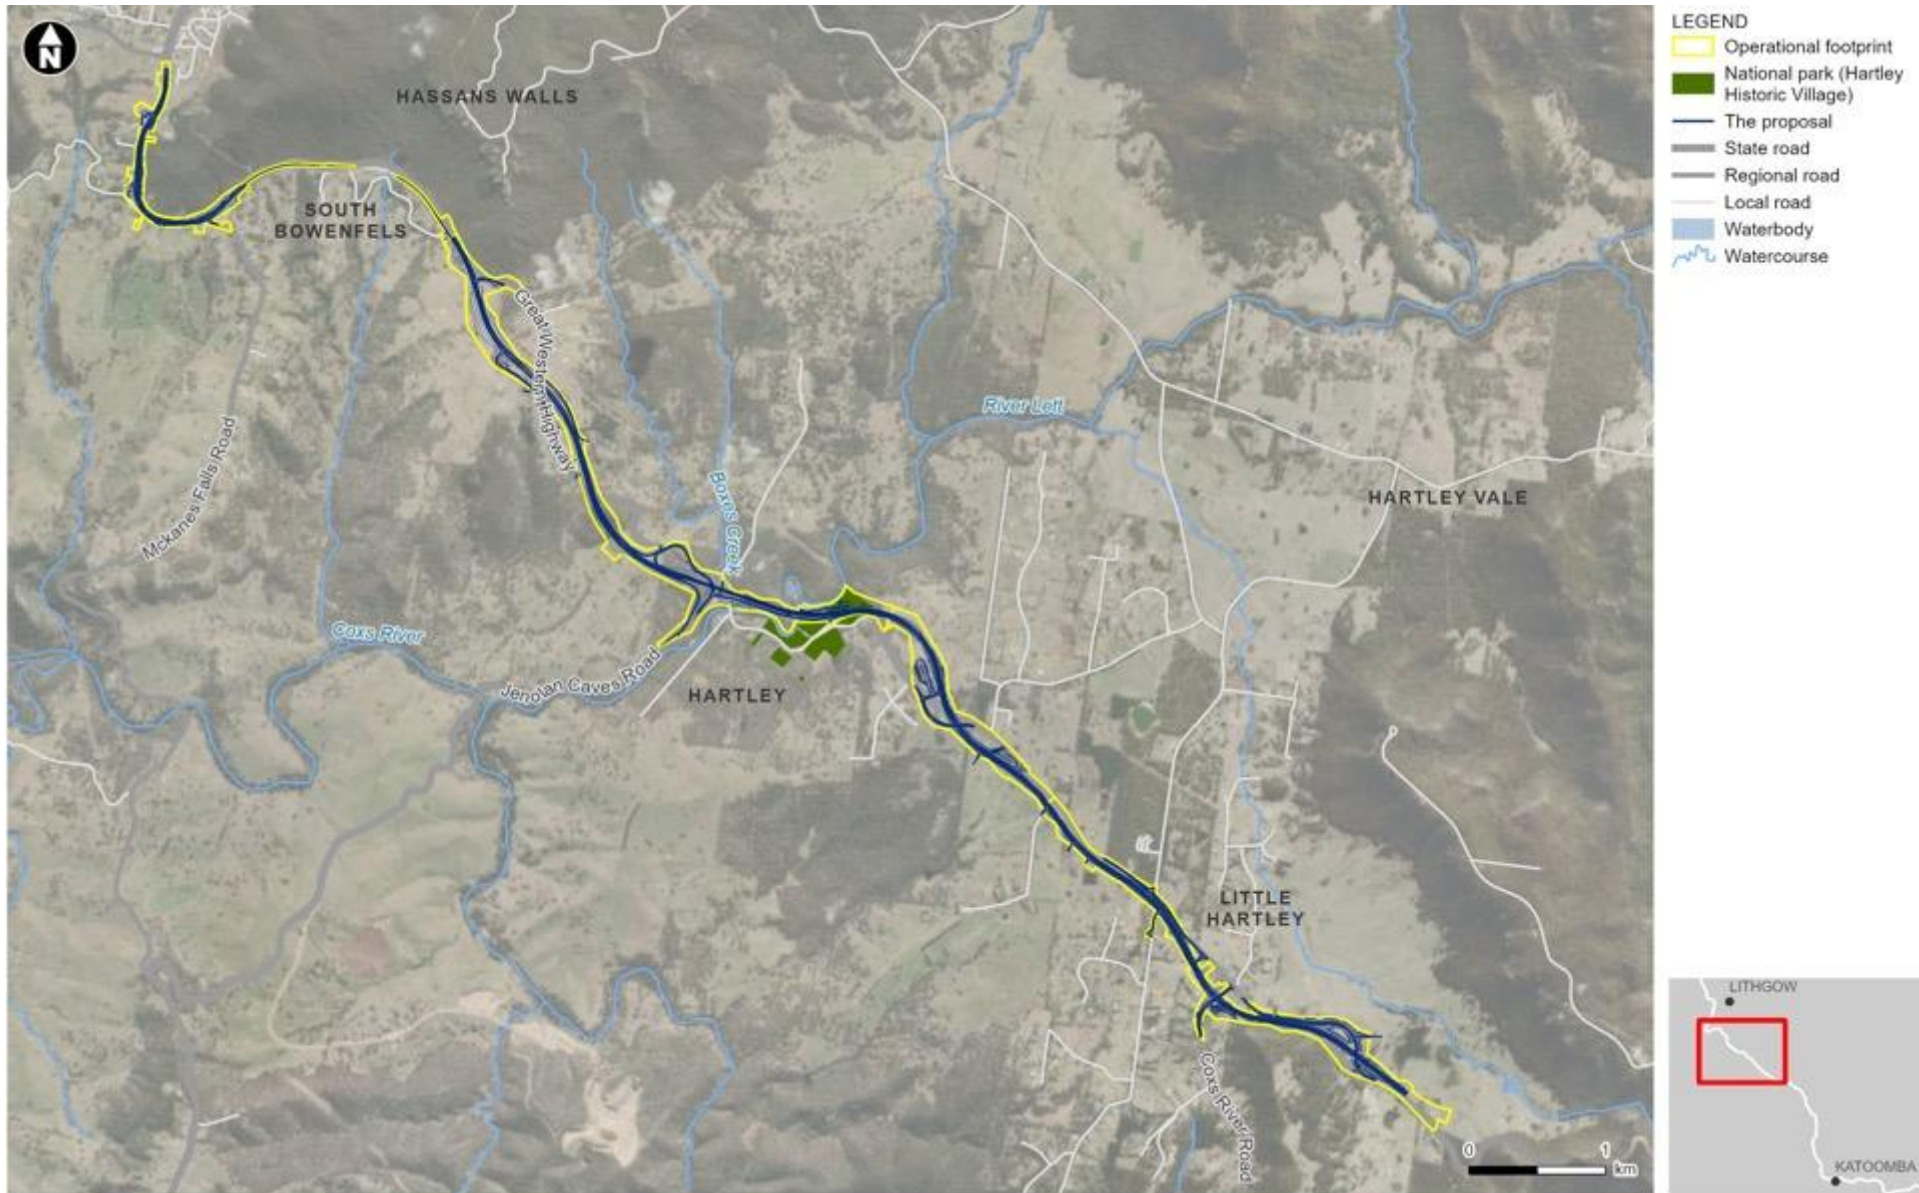 N
HASSANS WALLS
SOUTH
BOWENFELS
Great Western Highway
Mckanes Falls Road
River Lett
HARTLEY VALE
Boxes Creek
Coxs River
Jenolan Caves Road
HARTLEY
LITTLE
HARTLEY
Coxs River Road
0 1
km
LEGEND
Operational footprint
National park (Hartley
Historic Village)
The proposal
State road
Regional road
Local road
Waterbody
Watercourse
LITHGOW
KATOOMBA